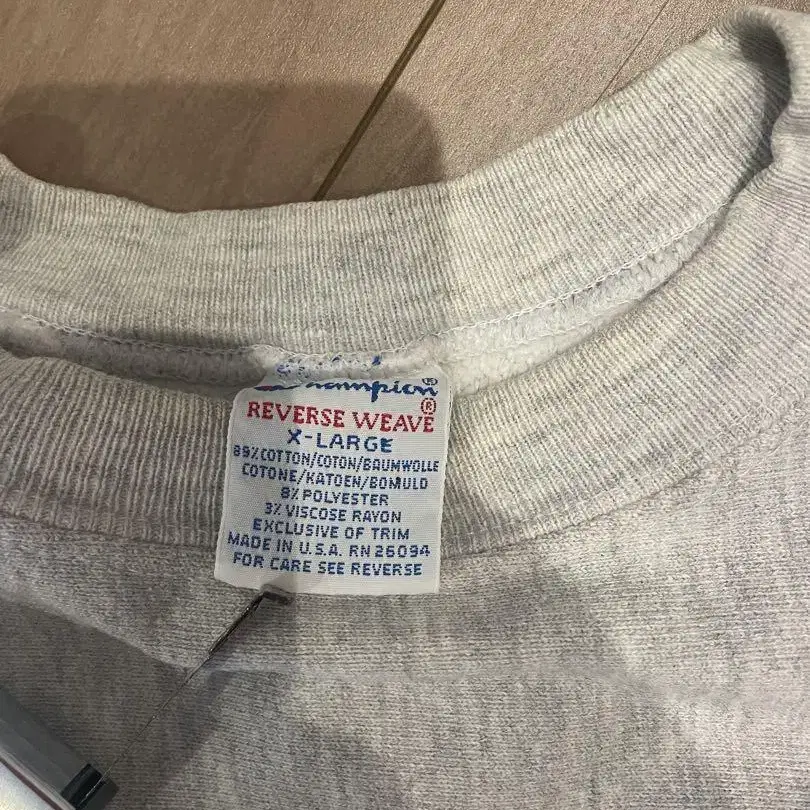 Champion®
REVERSE WEAVE®
X-LARGE
89% COTTON/COTON/BAUMWOLLE
COTONE/KATOEN/BOMULD
8% POLYESTER
3% VISCOSE RAYON
EXCLUSIVE OF TRIM
MADE IN U.S.A. RN 26094
FOR CARE SEE REVERSE